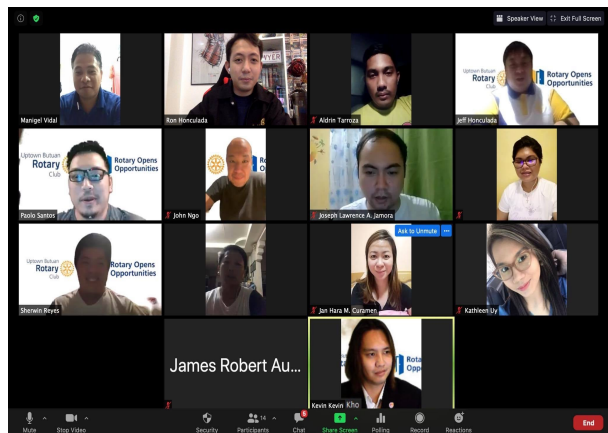 Speaker View
Exit Full Screen
Manigel Vidal
Ron Honculada
Aldrin Tarroza
Uptown Butuan
Rotary
Club
Rotary Opens
Opportunities
Jeff Honculada
Uptown Butuan
Rotary
Club
Rotary Opens
Opportunities
Paolo Santos
John Ngo
Joseph Lawrence A. Jamora
Uptown Butuan
Rotary
Club
Rotary Opens
Opportunities
Sherwin Reyes
Ask to Unmute
Jan Hara M. Curamen
Kathleen Uy
James Robert Au...
Rota
Opp
Kevin Kevin Kho
Mute
Stop Video
Security
14
Participants
Chat
Share Screen
Polling
Record
Reactions
End